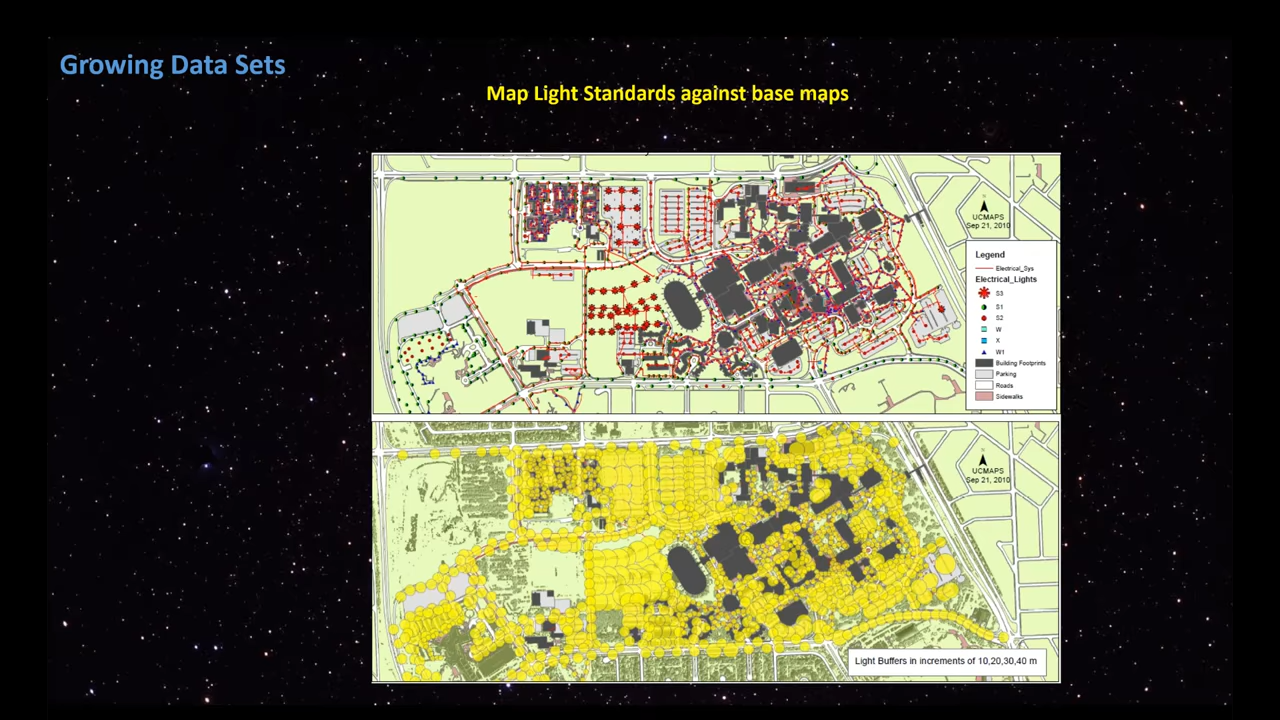 Growing Data Sets
Map Light Standards against base maps
UCMAPS
Sep 21, 2010
Legend
Electrical_Sys
Electrical_Lights
S3
S1
S2
W
X
W1
Building Footprints
Parking
Roads
Sidewalks
UCMAPS
Sep 21, 2010
Light Buffers in increments of 10,20,30,40 m